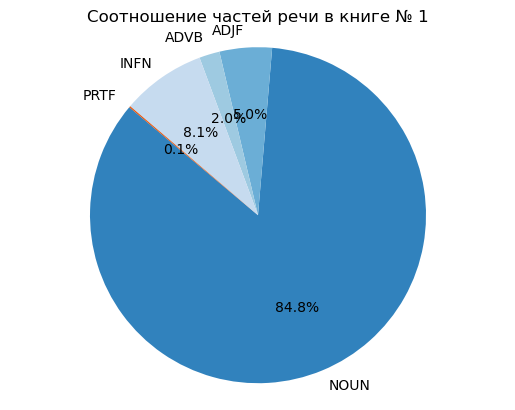 Соотношение частей речи в книге № 1
ADJF
ADVB
INFN
PRTF
5.0%
2.0%
8.1%
0.1%
84.8%
NOUN